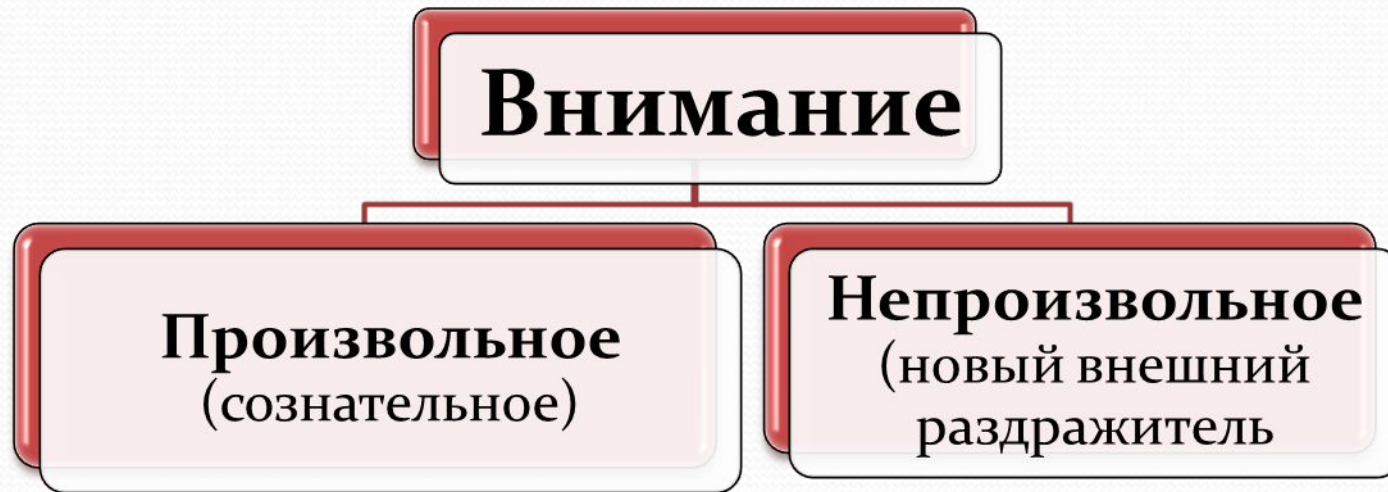 Внимание
Произвольное
(сознательное)
Непроизвольное
(новый внешний
раздражитель